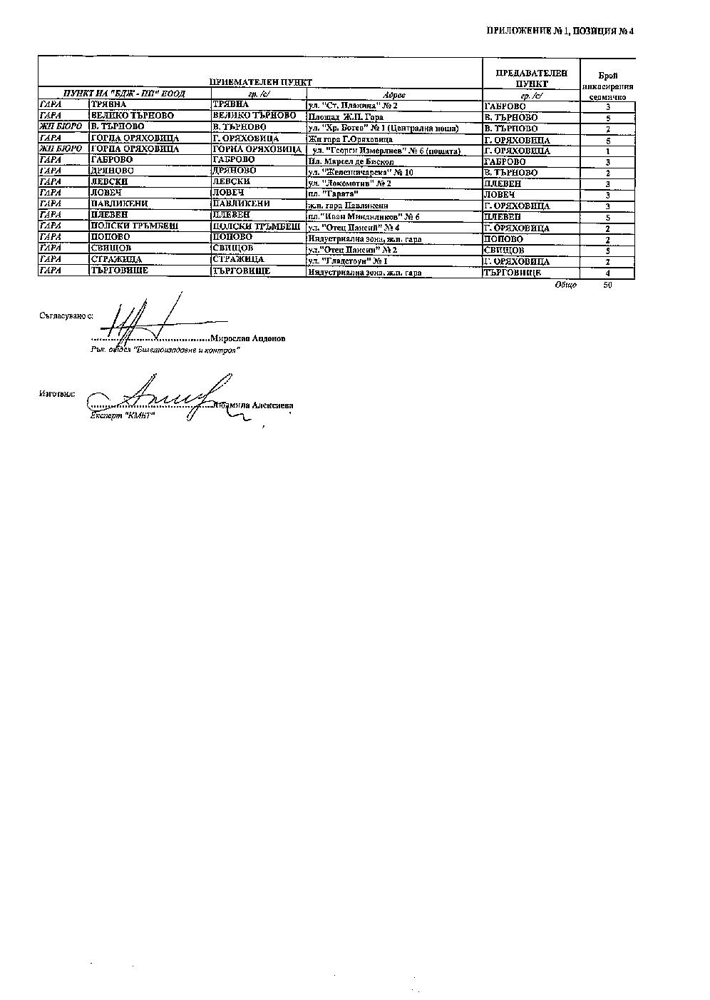 ПРИЛОЖЕНИЕ № 1, ПОЗИЦИЯ № 4
ПРИЕМАТЕЛЕН ПУНКТ ПРЕДАВАТЕЛЕН ПУНКТ Брой инкасирания седмично
ПУНКТ НА "БДЖ - ПП" ЕООД гр. /с/ Адрес гр. /с/
ГАРА ТРЯВНА ТРЯВНА ул. "Ст. Планина" № 2 ГАБРОВО 3
ГАРА ВЕЛИКО ТЪРНОВО ВЕЛИКО ТЪРНОВО Площад Ж.П. Гара В. ТЪРНОВО 5
ЖП БЮРО В. ТЪРНОВО В. ТЪРНОВО ул. "Хр. Ботев" № 1 (Централна поща) В. ТЪРНОВО 2
ГАРА ГОРНА ОРЯХОВИЦА Г. ОРЯХОВИЦА Жп гара Г.Оряховица Г. ОРЯХОВИЦА 5
ЖП БЮРО ГОРНА ОРЯХОВИЦА ГОРНА ОРЯХОВИЦА ул. "Георги Измерлиев" № 6 (пощата) Г. ОРЯХОВИЦА 1
ГАРА ГАБРОВО ГАБРОВО Пл. Марсел де Бископ ГАБРОВО 3
ГАРА ДРЯНОВО ДРЯНОВО ул. "Железничарска" № 10 В. ТЪРНОВО 2
ГАРА ЛЕВСКИ ЛЕВСКИ ул. "Локомотив" № 2 ПЛЕВЕН 3
ГАРА ЛОВЕЧ ЛОВЕЧ пл. "Гарата" ЛОВЕЧ 3
ГАРА ПАВЛИКЕНИ ПАВЛИКЕНИ ж.п. гара Павликени Г. ОРЯХОВИЦА 3
ГАРА ПЛЕВЕН ПЛЕВЕН пл."Иван Миндиликов" № 6 ПЛЕВЕН 5
ГАРА ПОЛСКИ ТРЪМБЕШ ПОЛСКИ ТРЪМБЕШ ул. "Отец Паисий" № 4 Г. ОРЯХОВИЦА 2
ГАРА ПОПОВО ПОПОВО Индустриална зона, ж.п. гара ПОПОВО 2
ГАРА СВИЩОВ СВИЩОВ ул."Отец Паисии" № 2 СВИЩОВ 5
ГАРА СТРАЖИЦА СТРАЖИЦА ул. "Гладстоун" № 1 Г. ОРЯХОВИЦА 2
ГАРА ТЪРГОВИЩЕ ТЪРГОВИЩЕ Индустриална зона, ж.п. гара ТЪРГОВИЩЕ 4
Общо 50
Съгласувано с:
Мирослав Андонов
Рък. отдел "Билетоиздаване и контрол"
Изготвил:
Людмила Алексиева
Експерт "КМБТ"